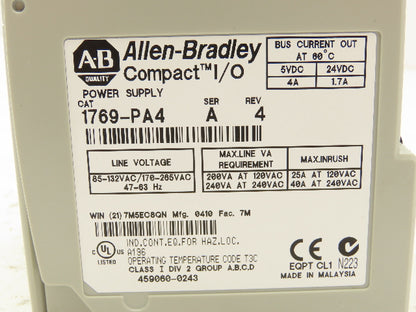 A-B Allen-Bradley
QUALITY Compact™ I/O
POWER SUPPLY
BUS CURRENT OUT
AT 60°C
5VDC 24VDC
4A 1.7A
CAT SER REV
1769-PA4 A 4
LINE VOLTAGE MAX.LINE VA REQUIREMENT MAX.INRUSH
85-132VAC/170-265VAC 200VA AT 120VAC 25A AT 120VAC
47-63 Hz 240VA AT 240VAC 40A AT 240VAC
WIN (21) 7M5EC8QN Mfg. 0410 Fac. 7M
IND.CONT.EQ.FOR HAZ.LOC.
C UL US LISTED
A196
OPERATING TEMPERATURE CODE T3C
CLASS I DIV 2 GROUP A,B,C,D
459060-0243
CE
EQPT CL1 N223
MADE IN MALAYSIA